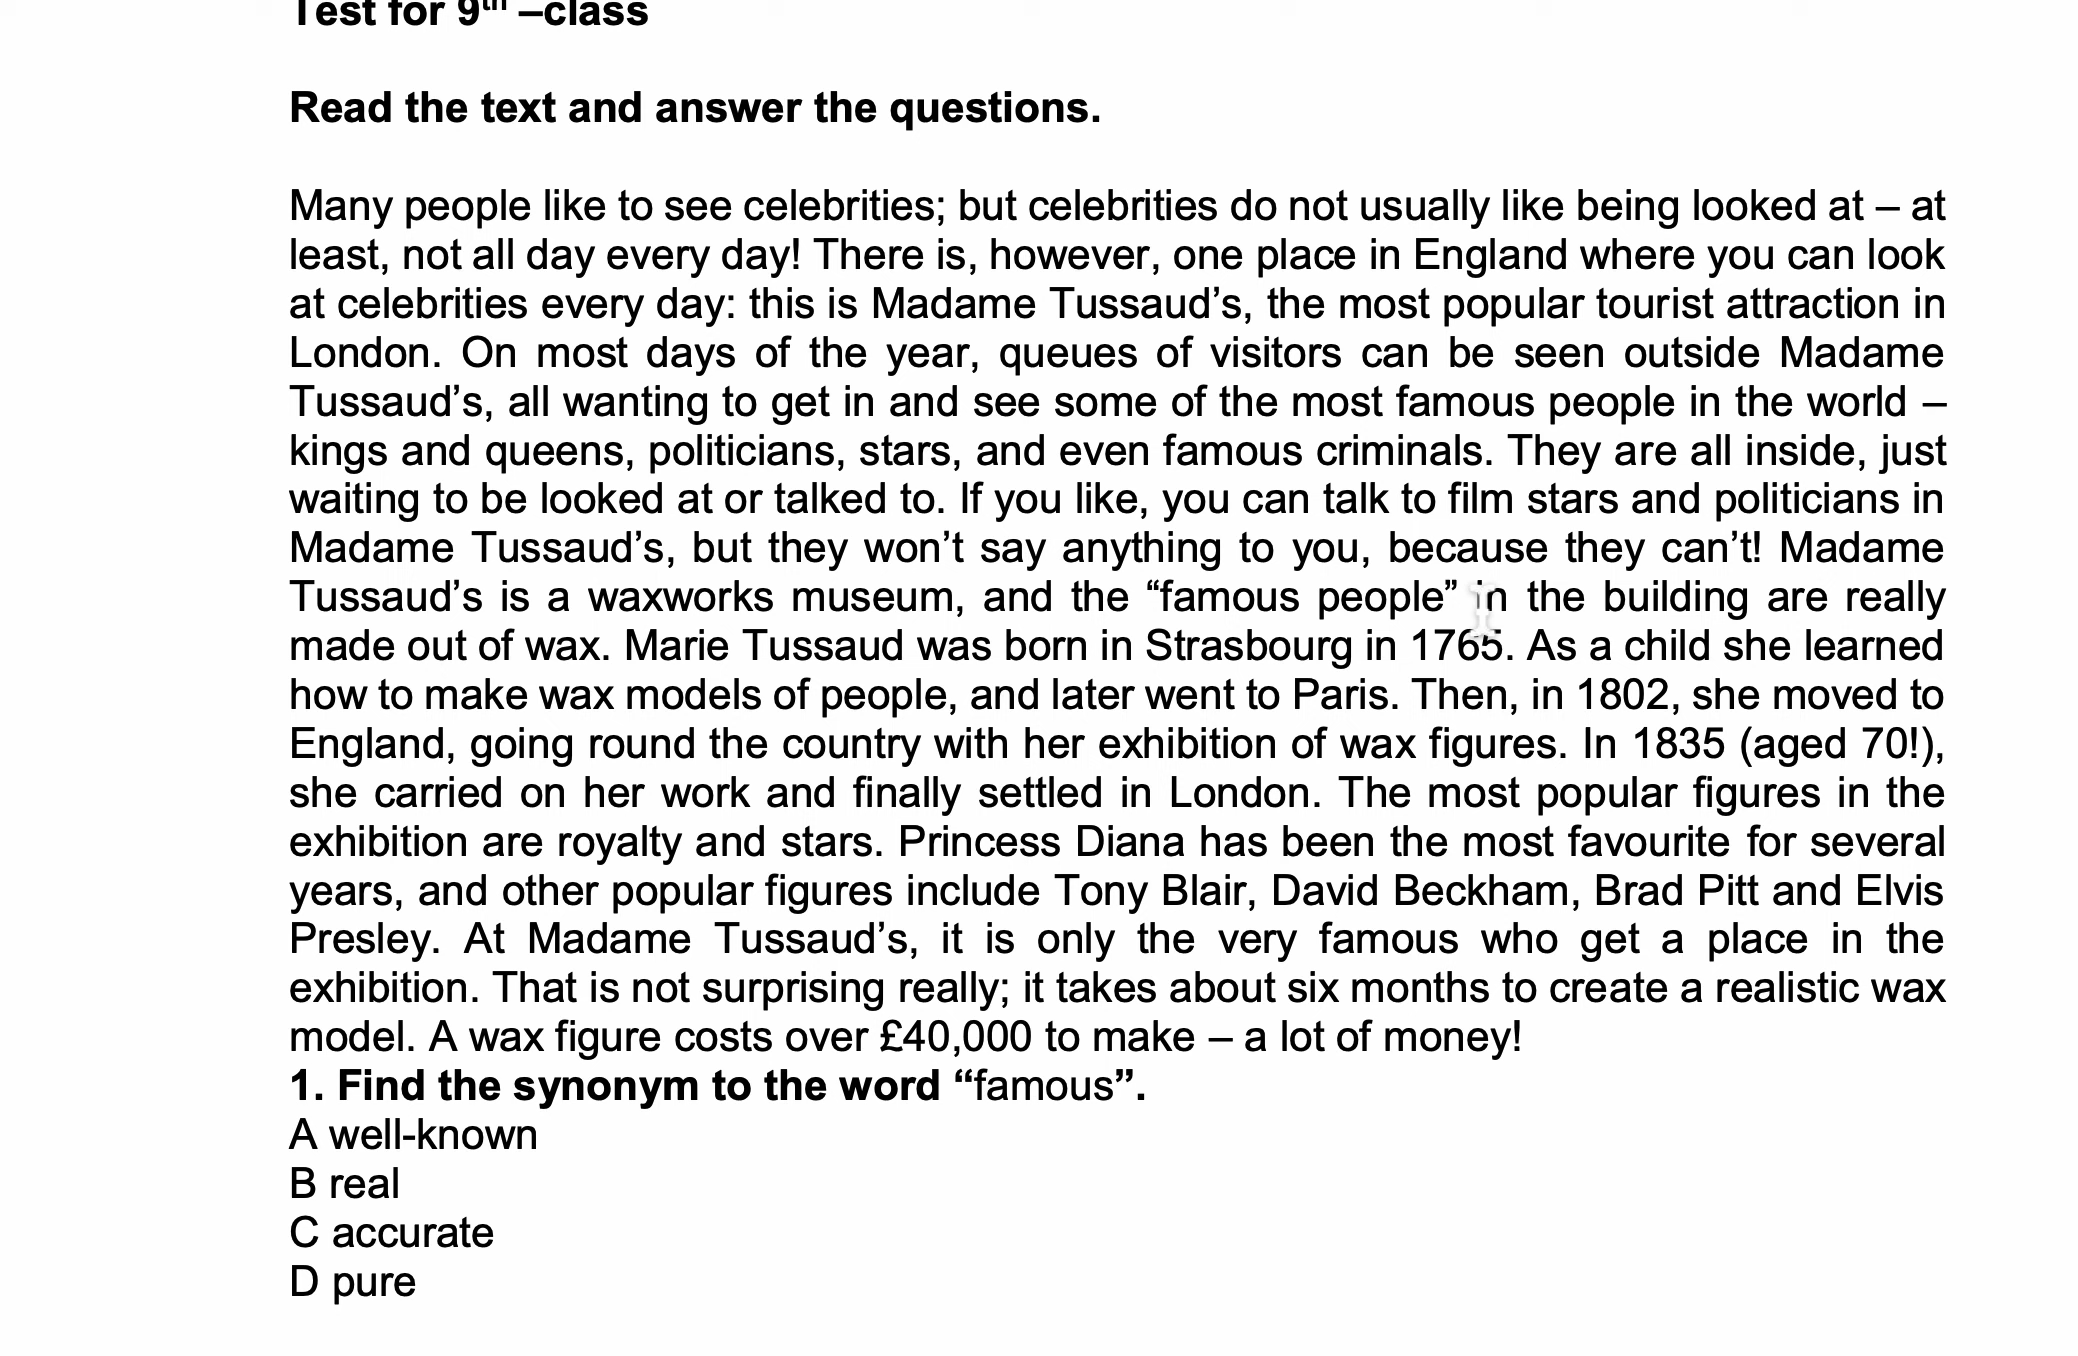 Test for 9th –class
Read the text and answer the questions.
Many people like to see celebrities; but celebrities do not usually like being looked at – at
least, not all day every day! There is, however, one place in England where you can look
at celebrities every day: this is Madame Tussaud’s, the most popular tourist attraction in
London. On most days of the year, queues of visitors can be seen outside Madame
Tussaud’s, all wanting to get in and see some of the most famous people in the world –
kings and queens, politicians, stars, and even famous criminals. They are all inside, just
waiting to be looked at or talked to. If you like, you can talk to film stars and politicians in
Madame Tussaud’s, but they won’t say anything to you, because they can’t! Madame
Tussaud’s is a waxworks museum, and the “famous people” in the building are really
made out of wax. Marie Tussaud was born in Strasbourg in 1765. As a child she learned
how to make wax models of people, and later went to Paris. Then, in 1802, she moved to
England, going round the country with her exhibition of wax figures. In 1835 (aged 70!),
she carried on her work and finally settled in London. The most popular figures in the
exhibition are royalty and stars. Princess Diana has been the most favourite for several
years, and other popular figures include Tony Blair, David Beckham, Brad Pitt and Elvis
Presley. At Madame Tussaud’s, it is only the very famous who get a place in the
exhibition. That is not surprising really; it takes about six months to create a realistic wax
model. A wax figure costs over £40,000 to make – a lot of money!
1. Find the synonym to the word “famous”.
A well-known
B real
C accurate
D pure